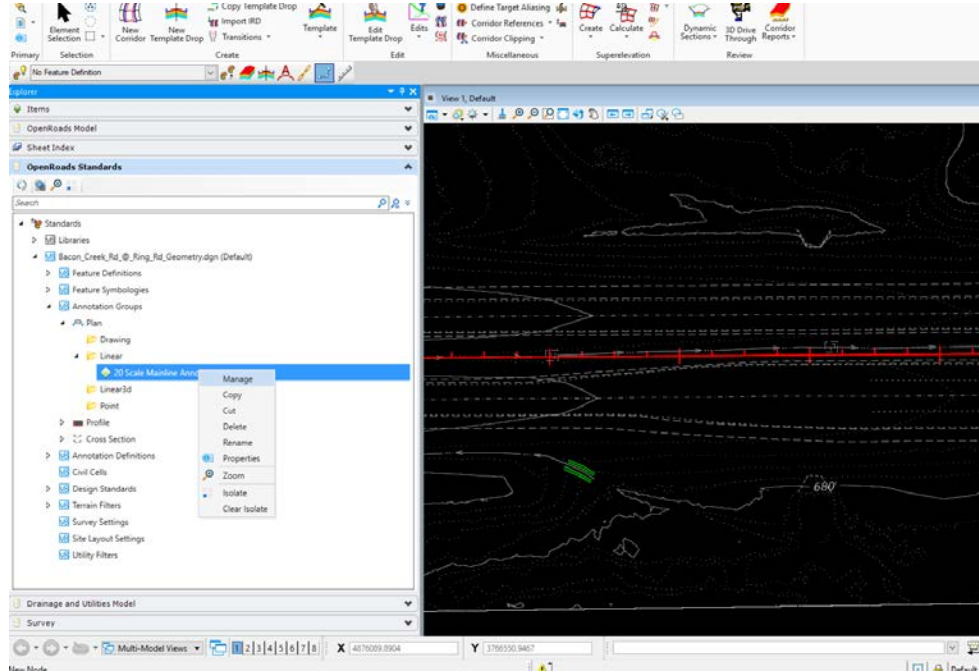 Copy Template Drop
Import IRD
Element Selection
New Corridor
New Template Drop
Transitions
Template
Edit Template Drop
Edits
Define Target Aliasing
Corridor References
Corridor Clipping
Create
Calculate
Dynamic Sections
3D Drive Through
Corridor Reports
Primary
Selection
Create
Edit
Miscellaneous
Superelevation
Review
No Feature Definition
Explorer
View 1, Default
Items
OpenRoads Model
Sheet Index
OpenRoads Standards
Search
Standards
Libraries
Bacon_Creek_Rd_@_Ring_Rd_Geometry.dgn (Default)
Feature Definitions
Feature Symbologies
Annotation Groups
Plan
Drawing
Linear
20 Scale Mainline Anno
Manage
Linear3d
Copy
Point
Cut
Profile
Delete
Cross Section
Rename
Annotation Definitions
Properties
Civil Cells
Zoom
Design Standards
Isolate
Terrain Filters
Clear Isolate
Survey Settings
Site Layout Settings
Utility Filters
680
Drainage and Utilities Model
Survey
Multi-Model Views 1 2 3 4 5 6 7 8 X 4876089.8904 Y 3766550.9467
New Node
Default